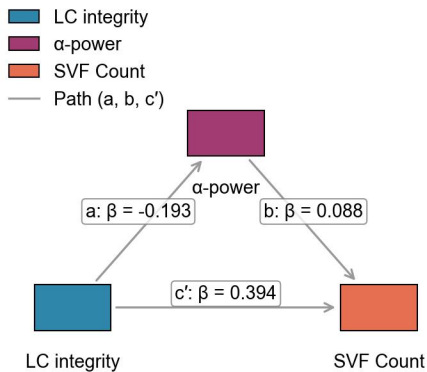 LC integrity
α-power
SVF Count
Path (a, b, c′)
α-power
a: β = -0.193
b: β = 0.088
c′: β = 0.394
LC integrity
SVF Count